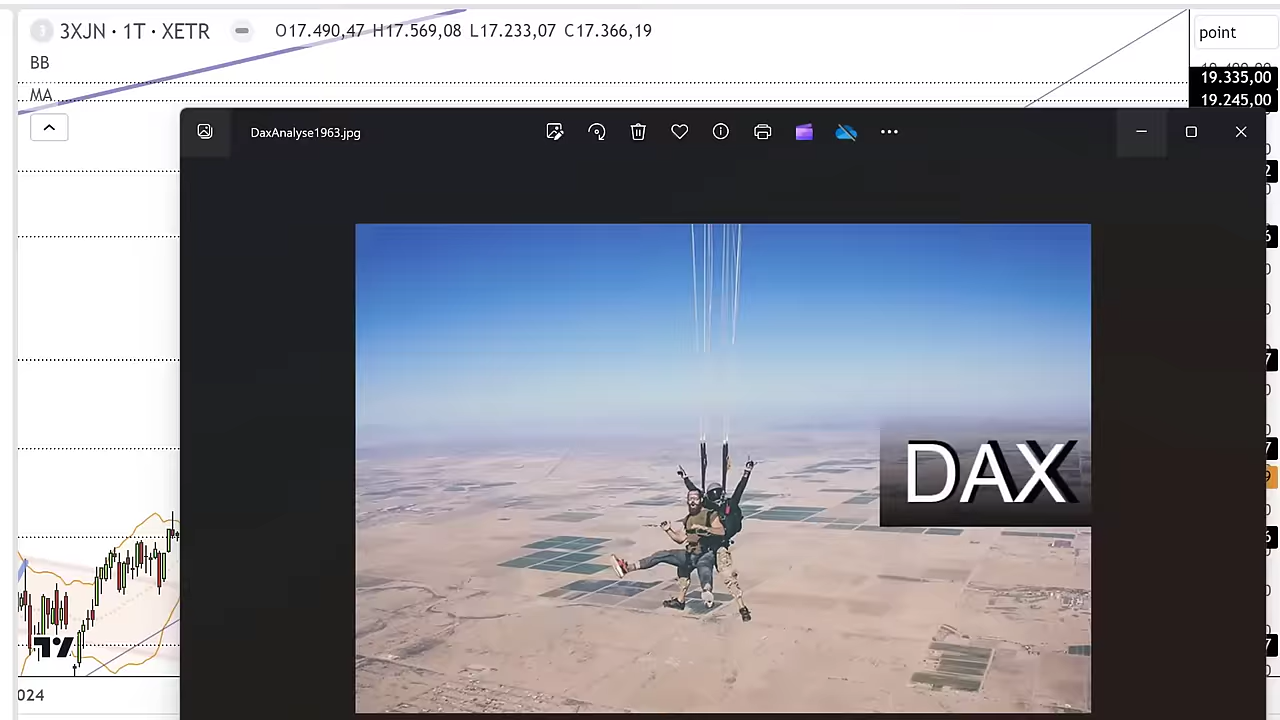 3XJN · 1T · XETR O17.490,47 H17.569,08 L17.233,07 C17.366,19
point
BB
19.335,00
MA
19.245,00
DaxAnalyse1963.jpg
DAX
024